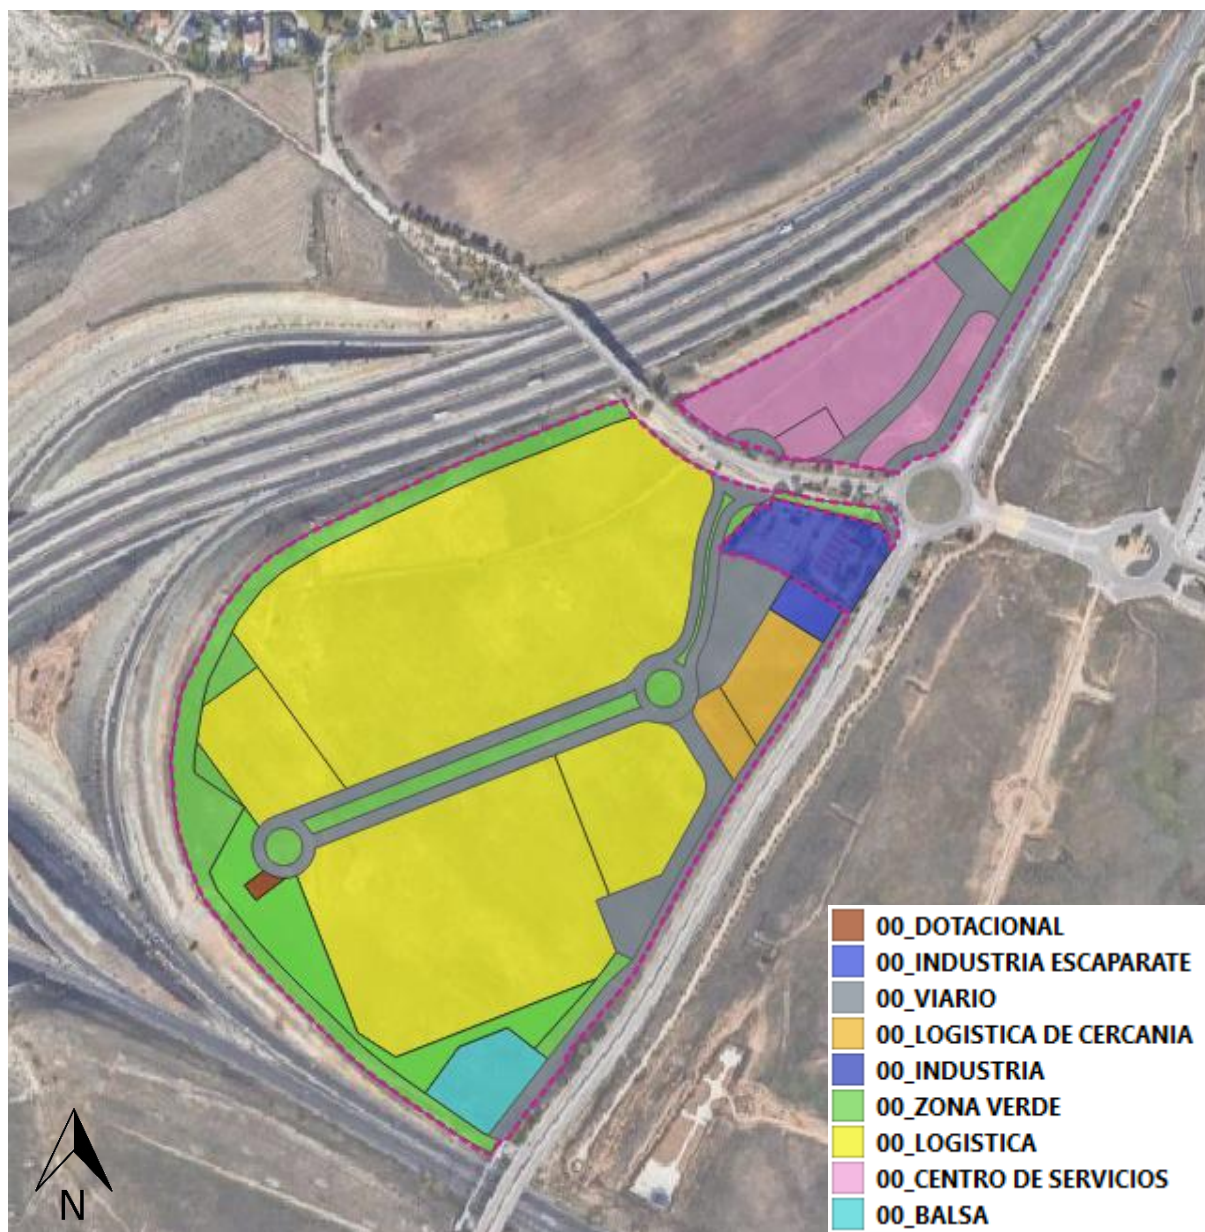 00_DOTACIONAL
00_INDUSTRIA ESCAPARATE
00_VIARIO
00_LOGISTICA DE CERCANIA
00_INDUSTRIA
00_ZONA VERDE
00_LOGISTICA
00_CENTRO DE SERVICIOS
00_BALSA
N